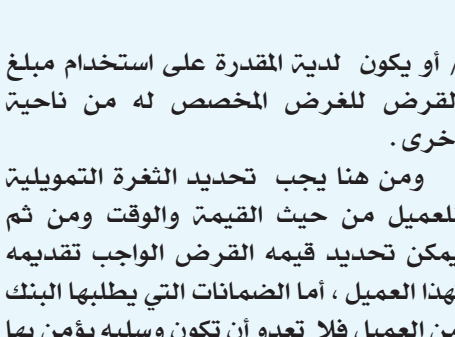 / أو يكون لدية المقدرة على استخدام مبلغ
القرض للغرض المخصص له من ناحية
أخرى.
ومن هنا يجب تحديد الثغرة التمويلية
للعميل من حيث القيمة والوقت ومن ثم
يمكن تحديد قيمه القرض الواجب تقديمه
لهذا العميل ، أما الضمانات التي يطلبها البنك
من العميل فلا تعدو أن تكون وسليه يؤمن بها